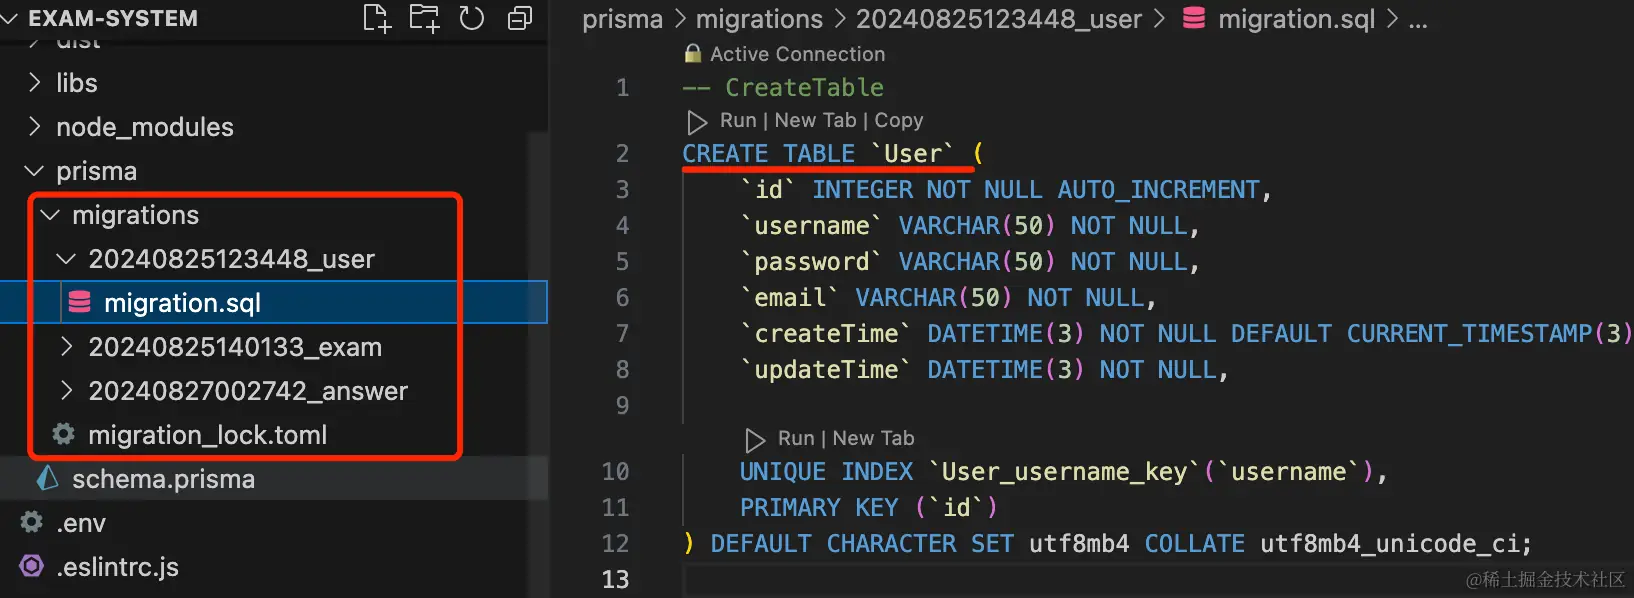 EXAM-SYSTEM
dist
libs
node_modules
prisma
migrations
20240825123448_user
migration.sql
20240825140133_exam
20240827002742_answer
migration_lock.toml
schema.prisma
.env
.eslintrc.js
prisma > migrations > 20240825123448_user > migration.sql > ...
Active Connection
1 -- CreateTable
Run | New Tab | Copy
2 CREATE TABLE `User` (
3 `id` INTEGER NOT NULL AUTO_INCREMENT,
4 `username` VARCHAR(50) NOT NULL,
5 `password` VARCHAR(50) NOT NULL,
6 `email` VARCHAR(50) NOT NULL,
7 `createTime` DATETIME(3) NOT NULL DEFAULT CURRENT_TIMESTAMP(3)
8 `updateTime` DATETIME(3) NOT NULL,
9
Run | New Tab
10 UNIQUE INDEX `User_username_key`(`username`),
11 PRIMARY KEY (`id`)
12 ) DEFAULT CHARACTER SET utf8mb4 COLLATE utf8mb4_unicode_ci;
13
@稀土掘金技术社区